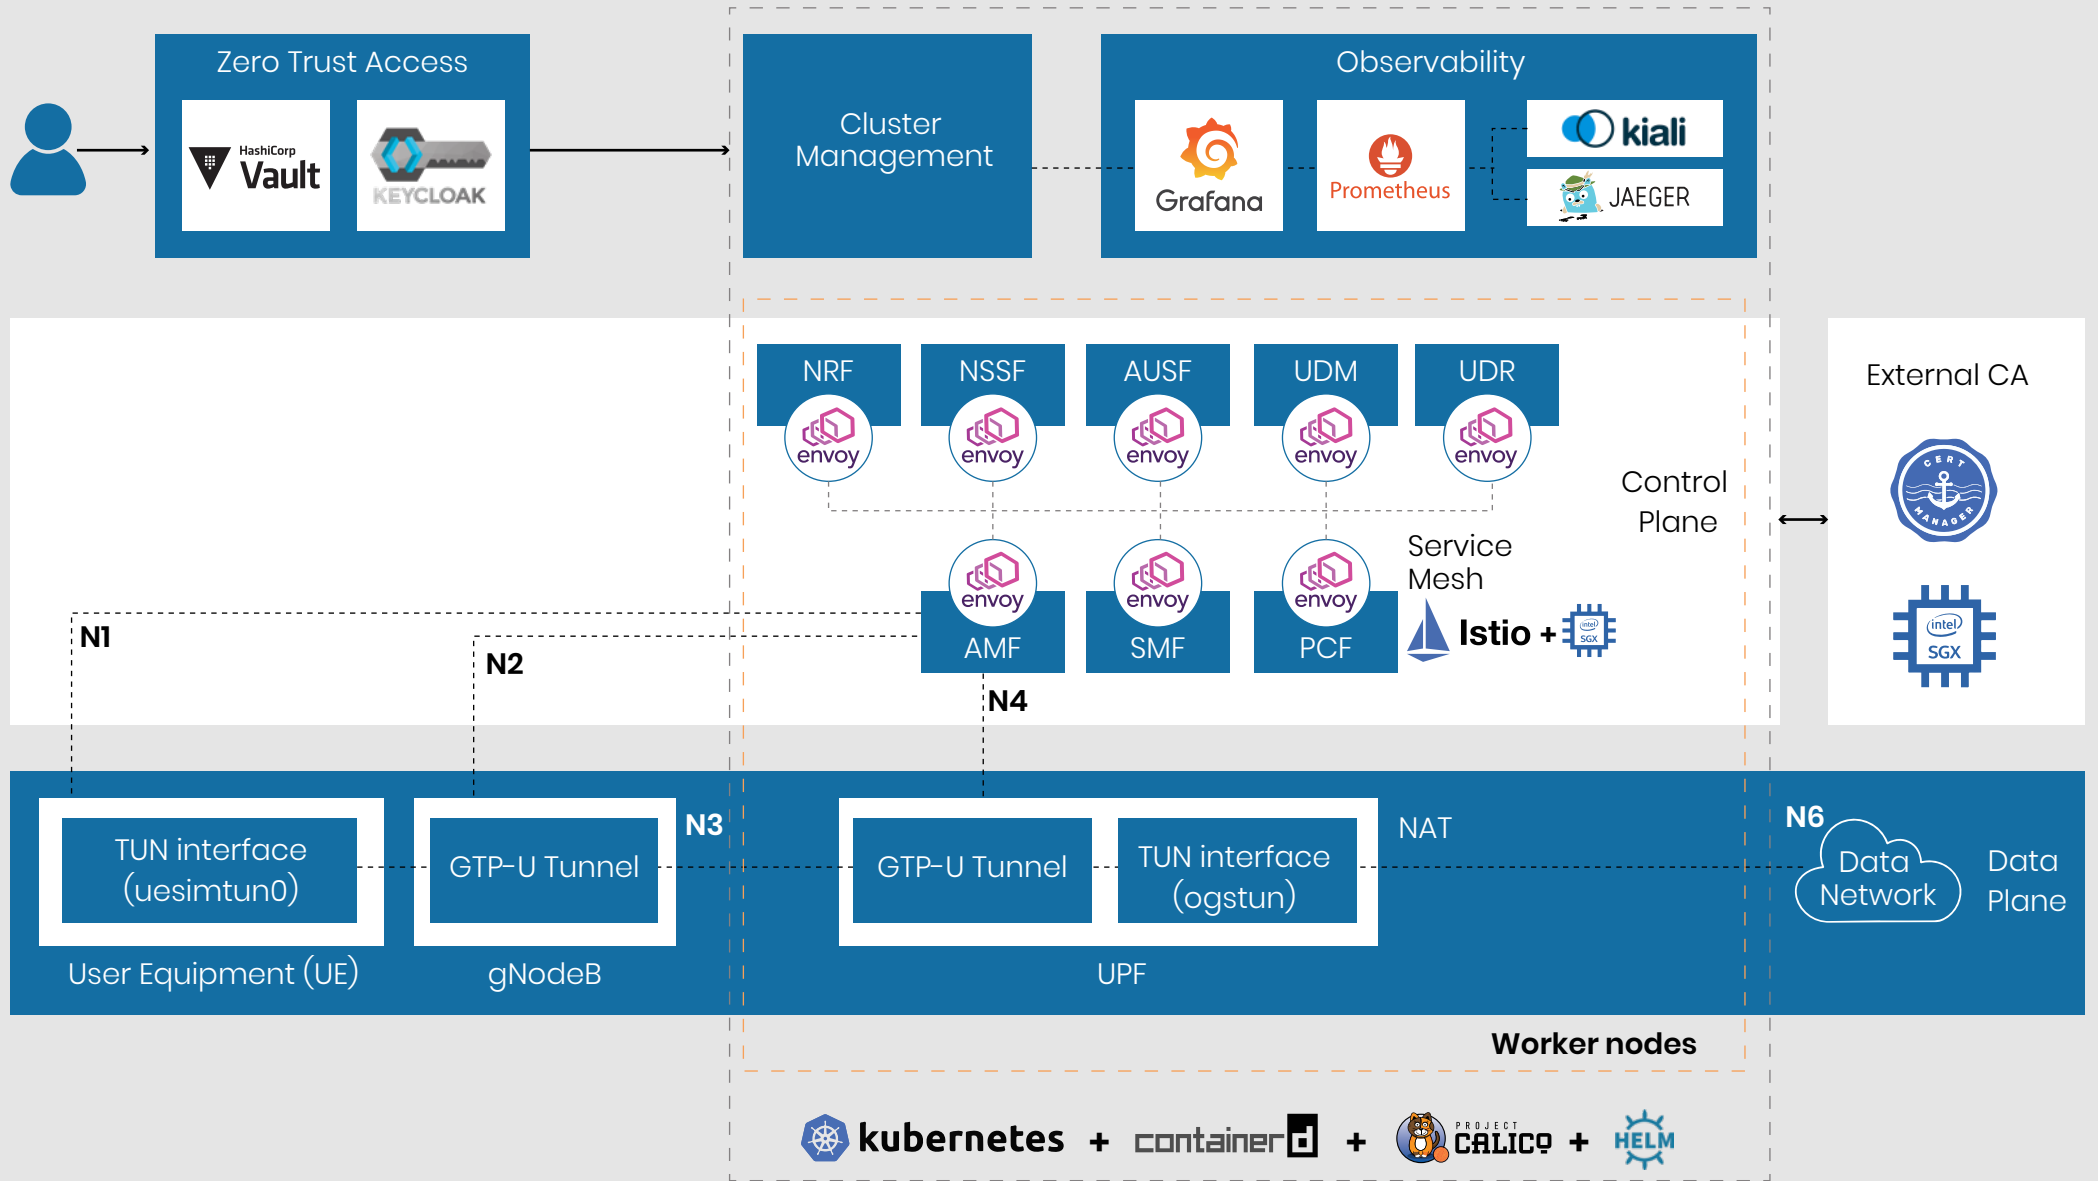 Zero Trust Access
HashiCorp
Vault
KEYCLOAK
Cluster
Management
Observability
Grafana
Prometheus
kiali
JAEGER
NRF
NSSF
AUSF
UDM
UDR
envoy
envoy
envoy
envoy
envoy
Control
Plane
External CA
CERT
MANAGER
intel
SGX
envoy
envoy
envoy
AMF
SMF
PCF
Service
Mesh
Istio +
intel
SGX
N1
N2
N4
N3
N6
TUN interface
(uesimtun0)
User Equipment (UE)
GTP-U Tunnel
gNodeB
GTP-U Tunnel
TUN interface
(ogstun)
UPF
NAT
Data
Network
Data
Plane
Worker nodes
kubernetes + containerd + PROJECT CALICO + HELM